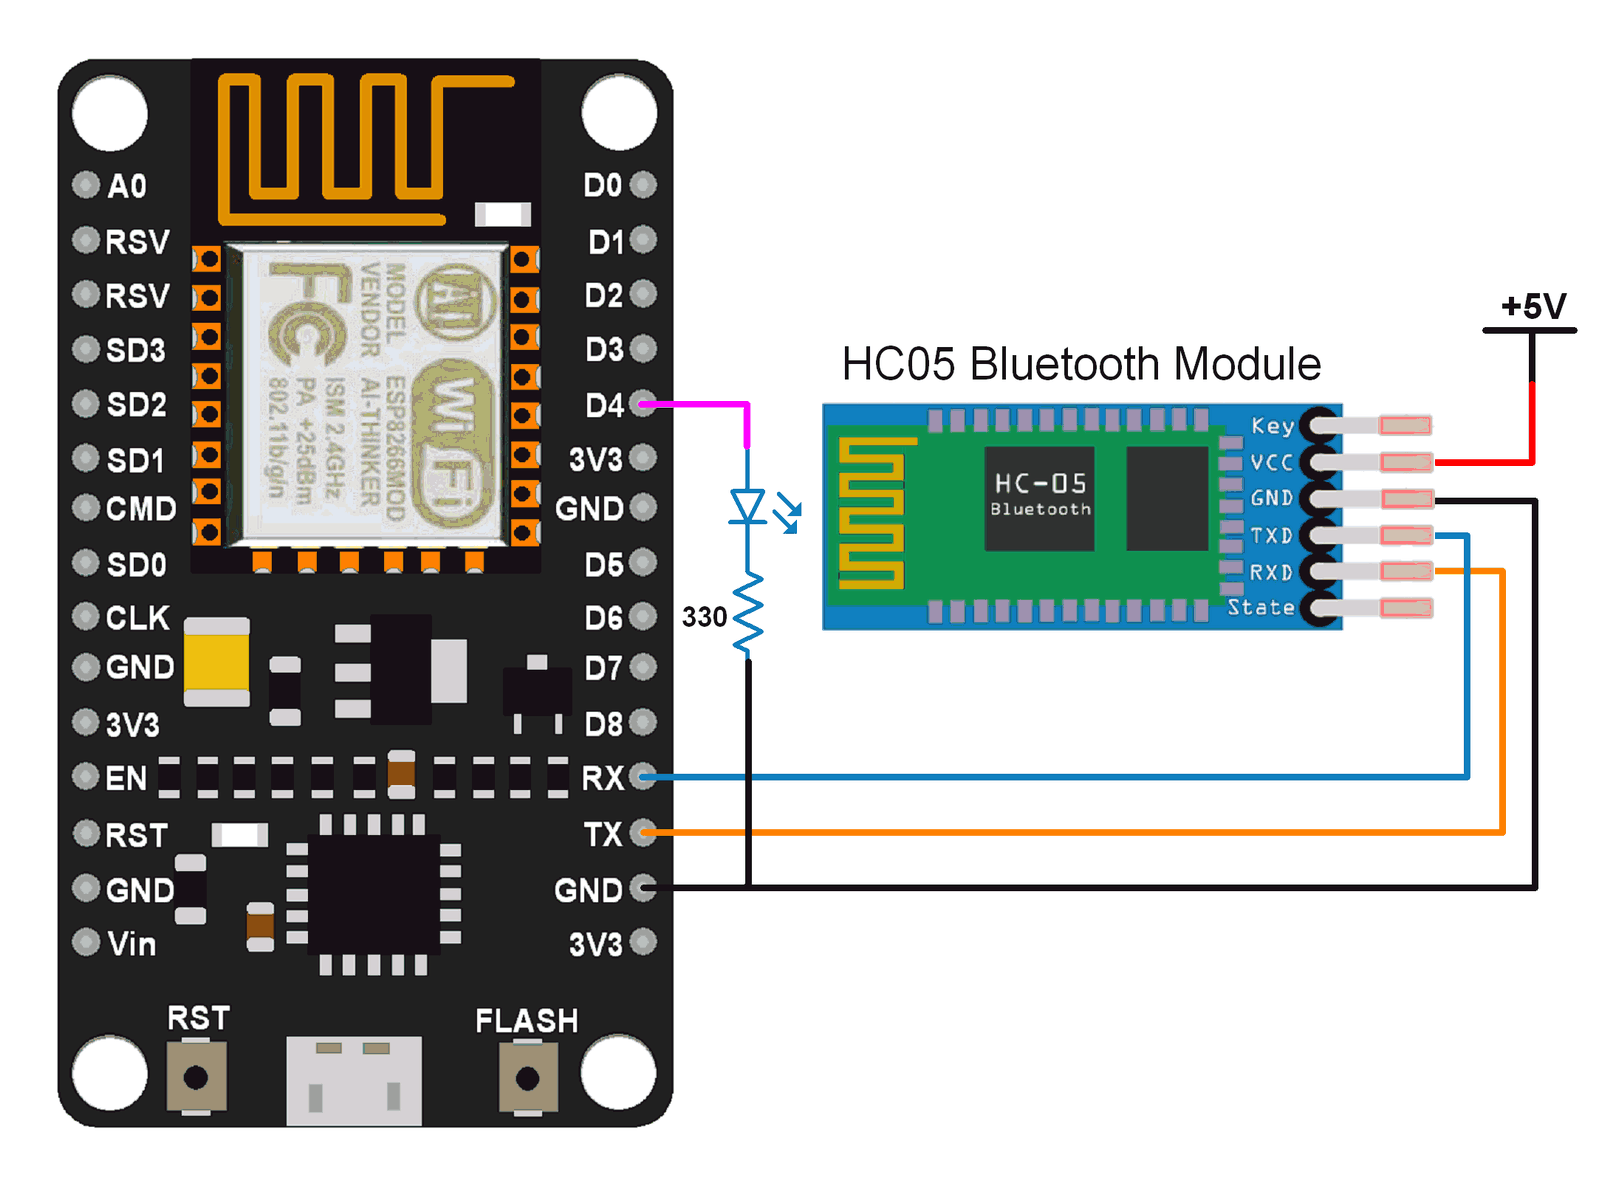 A0
RSV
RSV
SD3
SD2
SD1
CMD
SD0
CLK
GND
3V3
EN
RST
GND
Vin
D0
D1
D2
D3
D4
3V3
GND
D5
D6
D7
D8
RX
TX
GND
3V3
MODEL
VENDOR
ESP8266MOD
AI-THINKER
ISM 2.4GHz
PA +25dBm
802.11b/g/n
FC
Ai
WiFi
RST
FLASH
330
HC05 Bluetooth Module
HC-05
Bluetooth
Key
VCC
GND
TXD
RXD
State
+5V